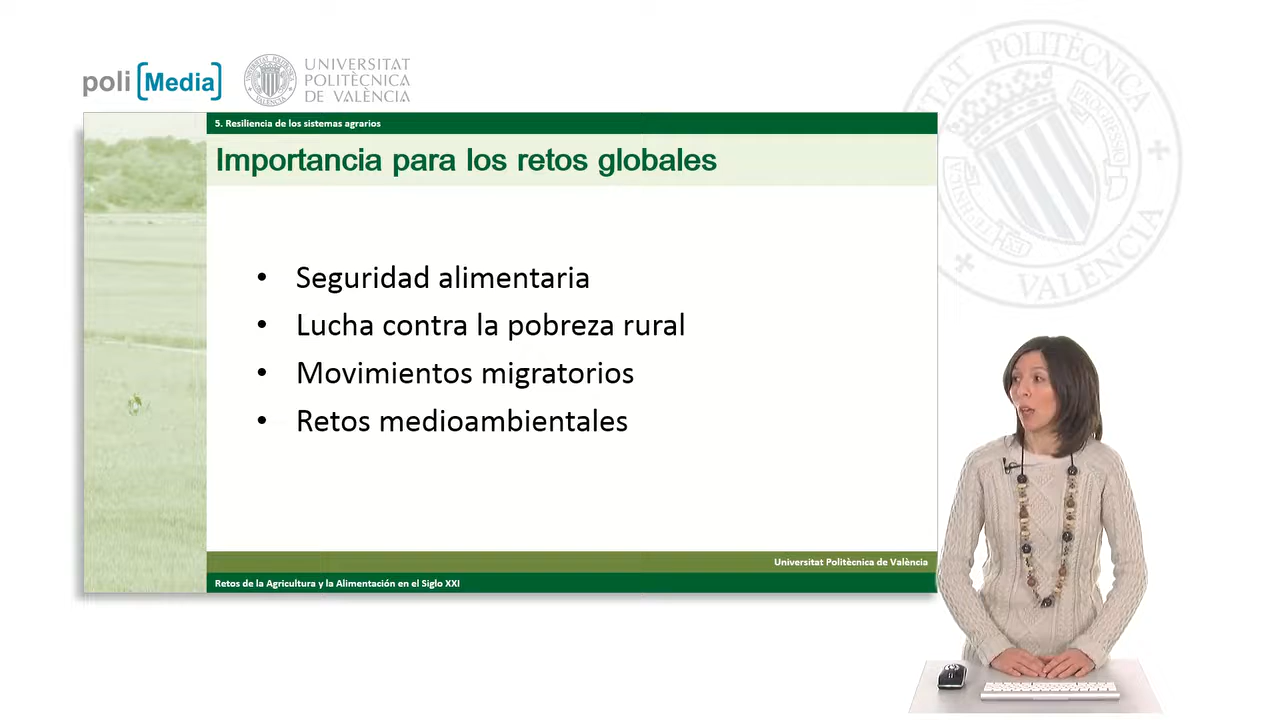 poli [Media]
UNIVERSITAT
POLITÈCNICA
DE VALÈNCIA
5. Resiliencia de los sistemas agrarios
Importancia para los retos globales
• Seguridad alimentaria
• Lucha contra la pobreza rural
• Movimientos migratorios
• Retos medioambientales
Universitat Politècnica de València
Retos de la Agricultura y la Alimentación en el Siglo XXI
POLITÈCNICA
VALÈNCIA